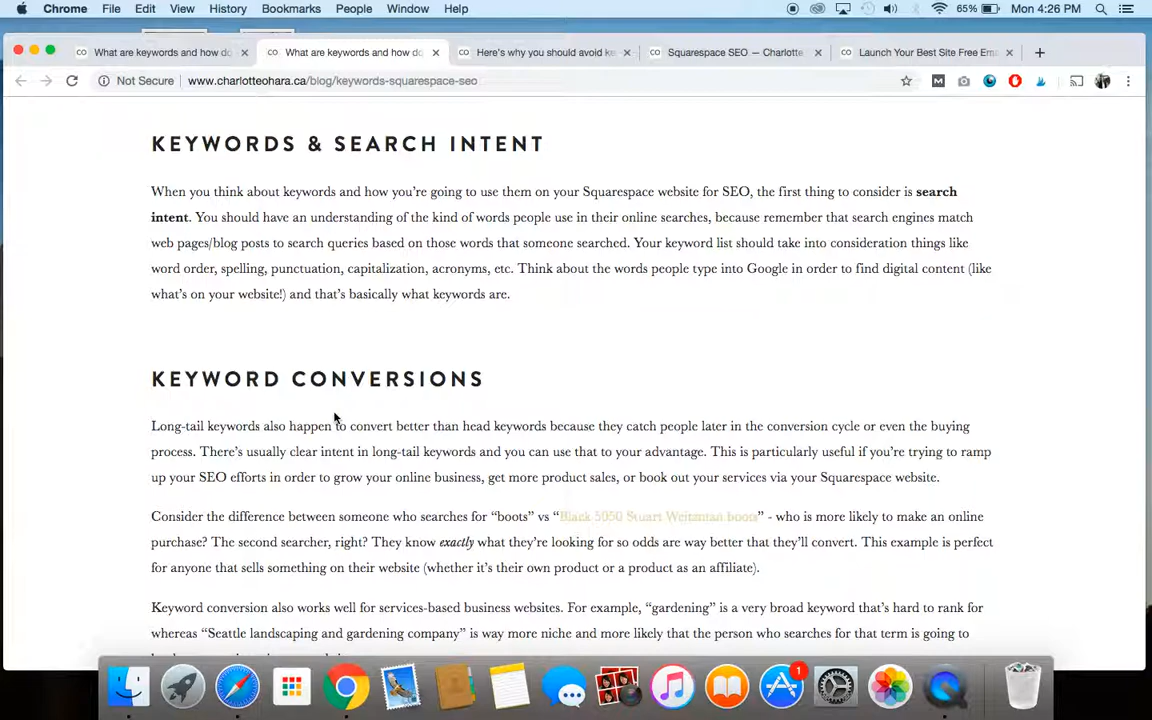 Chrome File Edit View History Bookmarks People Window Help 65% Mon 4:26 PM
What are keywords and how do What are keywords and how do Here's why you should avoid ke Squarespace SEO — Charlotte Launch Your Best Site Free Ema
Not Secure www.charlotteohara.ca/blog/keywords-squarespace-seo
KEYWORDS & SEARCH INTENT
When you think about keywords and how you're going to use them on your Squarespace website for SEO, the first thing to consider is search
intent. You should have an understanding of the kind of words people use in their online searches, because remember that search engines match
web pages/blog posts to search queries based on those words that someone searched. Your keyword list should take into consideration things like
word order, spelling, punctuation, capitalization, acronyms, etc. Think about the words people type into Google in order to find digital content (like
what's on your website!) and that's basically what keywords are.
KEYWORD CONVERSIONS
Long-tail keywords also happen to convert better than head keywords because they catch people later in the conversion cycle or even the buying
process. There's usually clear intent in long-tail keywords and you can use that to your advantage. This is particularly useful if you're trying to ramp
up your SEO efforts in order to grow your online business, get more product sales, or book out your services via your Squarespace website.
Consider the difference between someone who searches for “boots” vs “Black 5050 Stuart Weitzman boots” - who is more likely to make an online
purchase? The second searcher, right? They know exactly what they're looking for so odds are way better that they'll convert. This example is perfect
for anyone that sells something on their website (whether it's their own product or a product as an affiliate).
Keyword conversion also works well for services-based business websites. For example, “gardening” is a very broad keyword that's hard to rank for
whereas “Seattle landscaping and gardening company” is way more niche and more likely that the person who searches for that term is going to
1